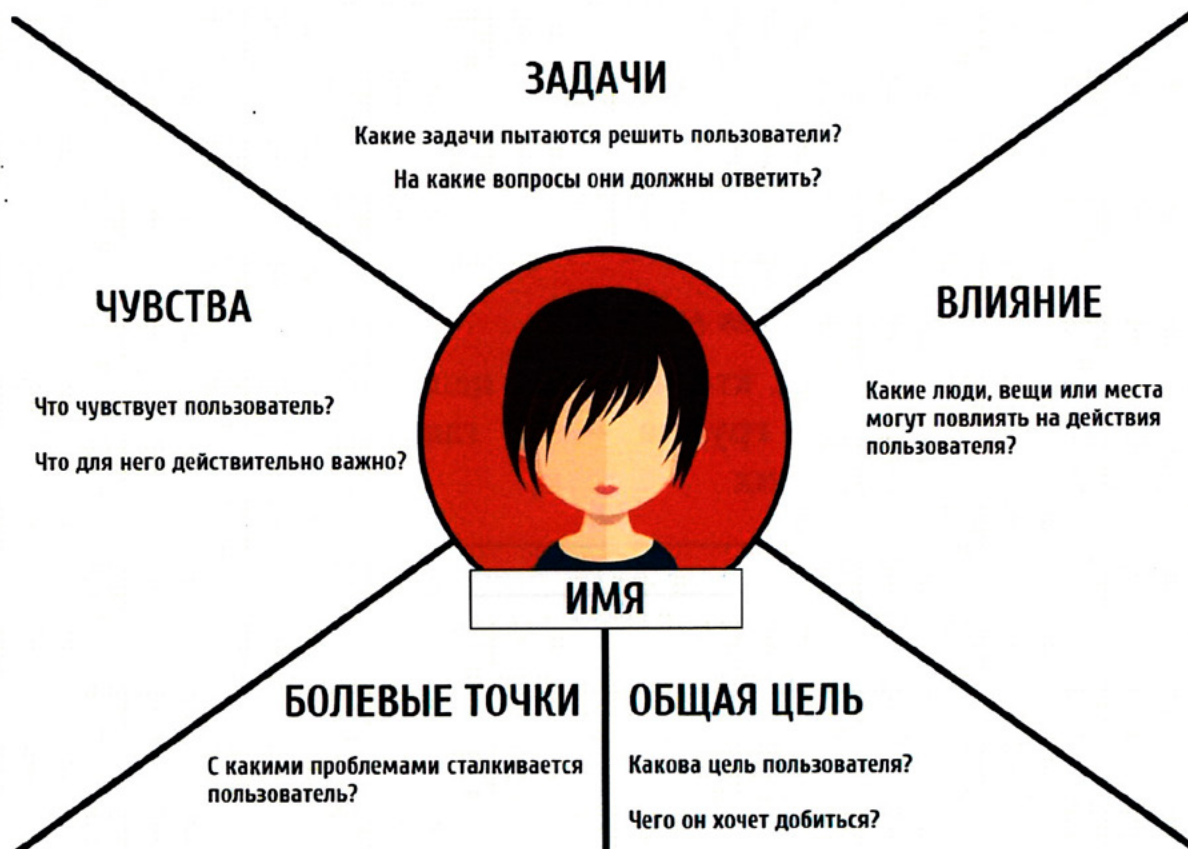 ЗАДАЧИ
Какие задачи пытаются решить пользователи?
На какие вопросы они должны ответить?
ЧУВСТВА
Что чувствует пользователь?
Что для него действительно важно?
ВЛИЯНИЕ
Какие люди, вещи или места
могут повлиять на действия
пользователя?
ИМЯ
БОЛЕВЫЕ ТОЧКИ
С какими проблемами сталкивается
пользователь?
ОБЩАЯ ЦЕЛЬ
Какова цель пользователя?
Чего он хочет добиться?